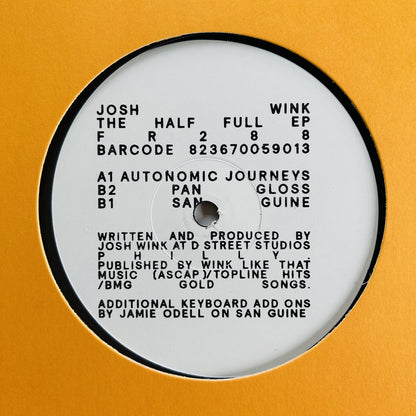 JOSH WINK
THE HALF FULL EP
F R 2 8 8
BARCODE 823670059013
A1 AUTONOMIC JOURNEYS
B2 PAN GLOSS
B1 SAN GUINE
WRITTEN AND PRODUCED BY
JOSH WINK AT D STREET STUDIOS
P H I L L Y.
PUBLISHED BY WINK LIKE THAT
MUSIC (ASCAP)/TOPLINE HITS
/BMG GOLD SONGS.
ADDITIONAL KEYBOARD ADD ONS
BY JAMIE ODELL ON SAN GUINE